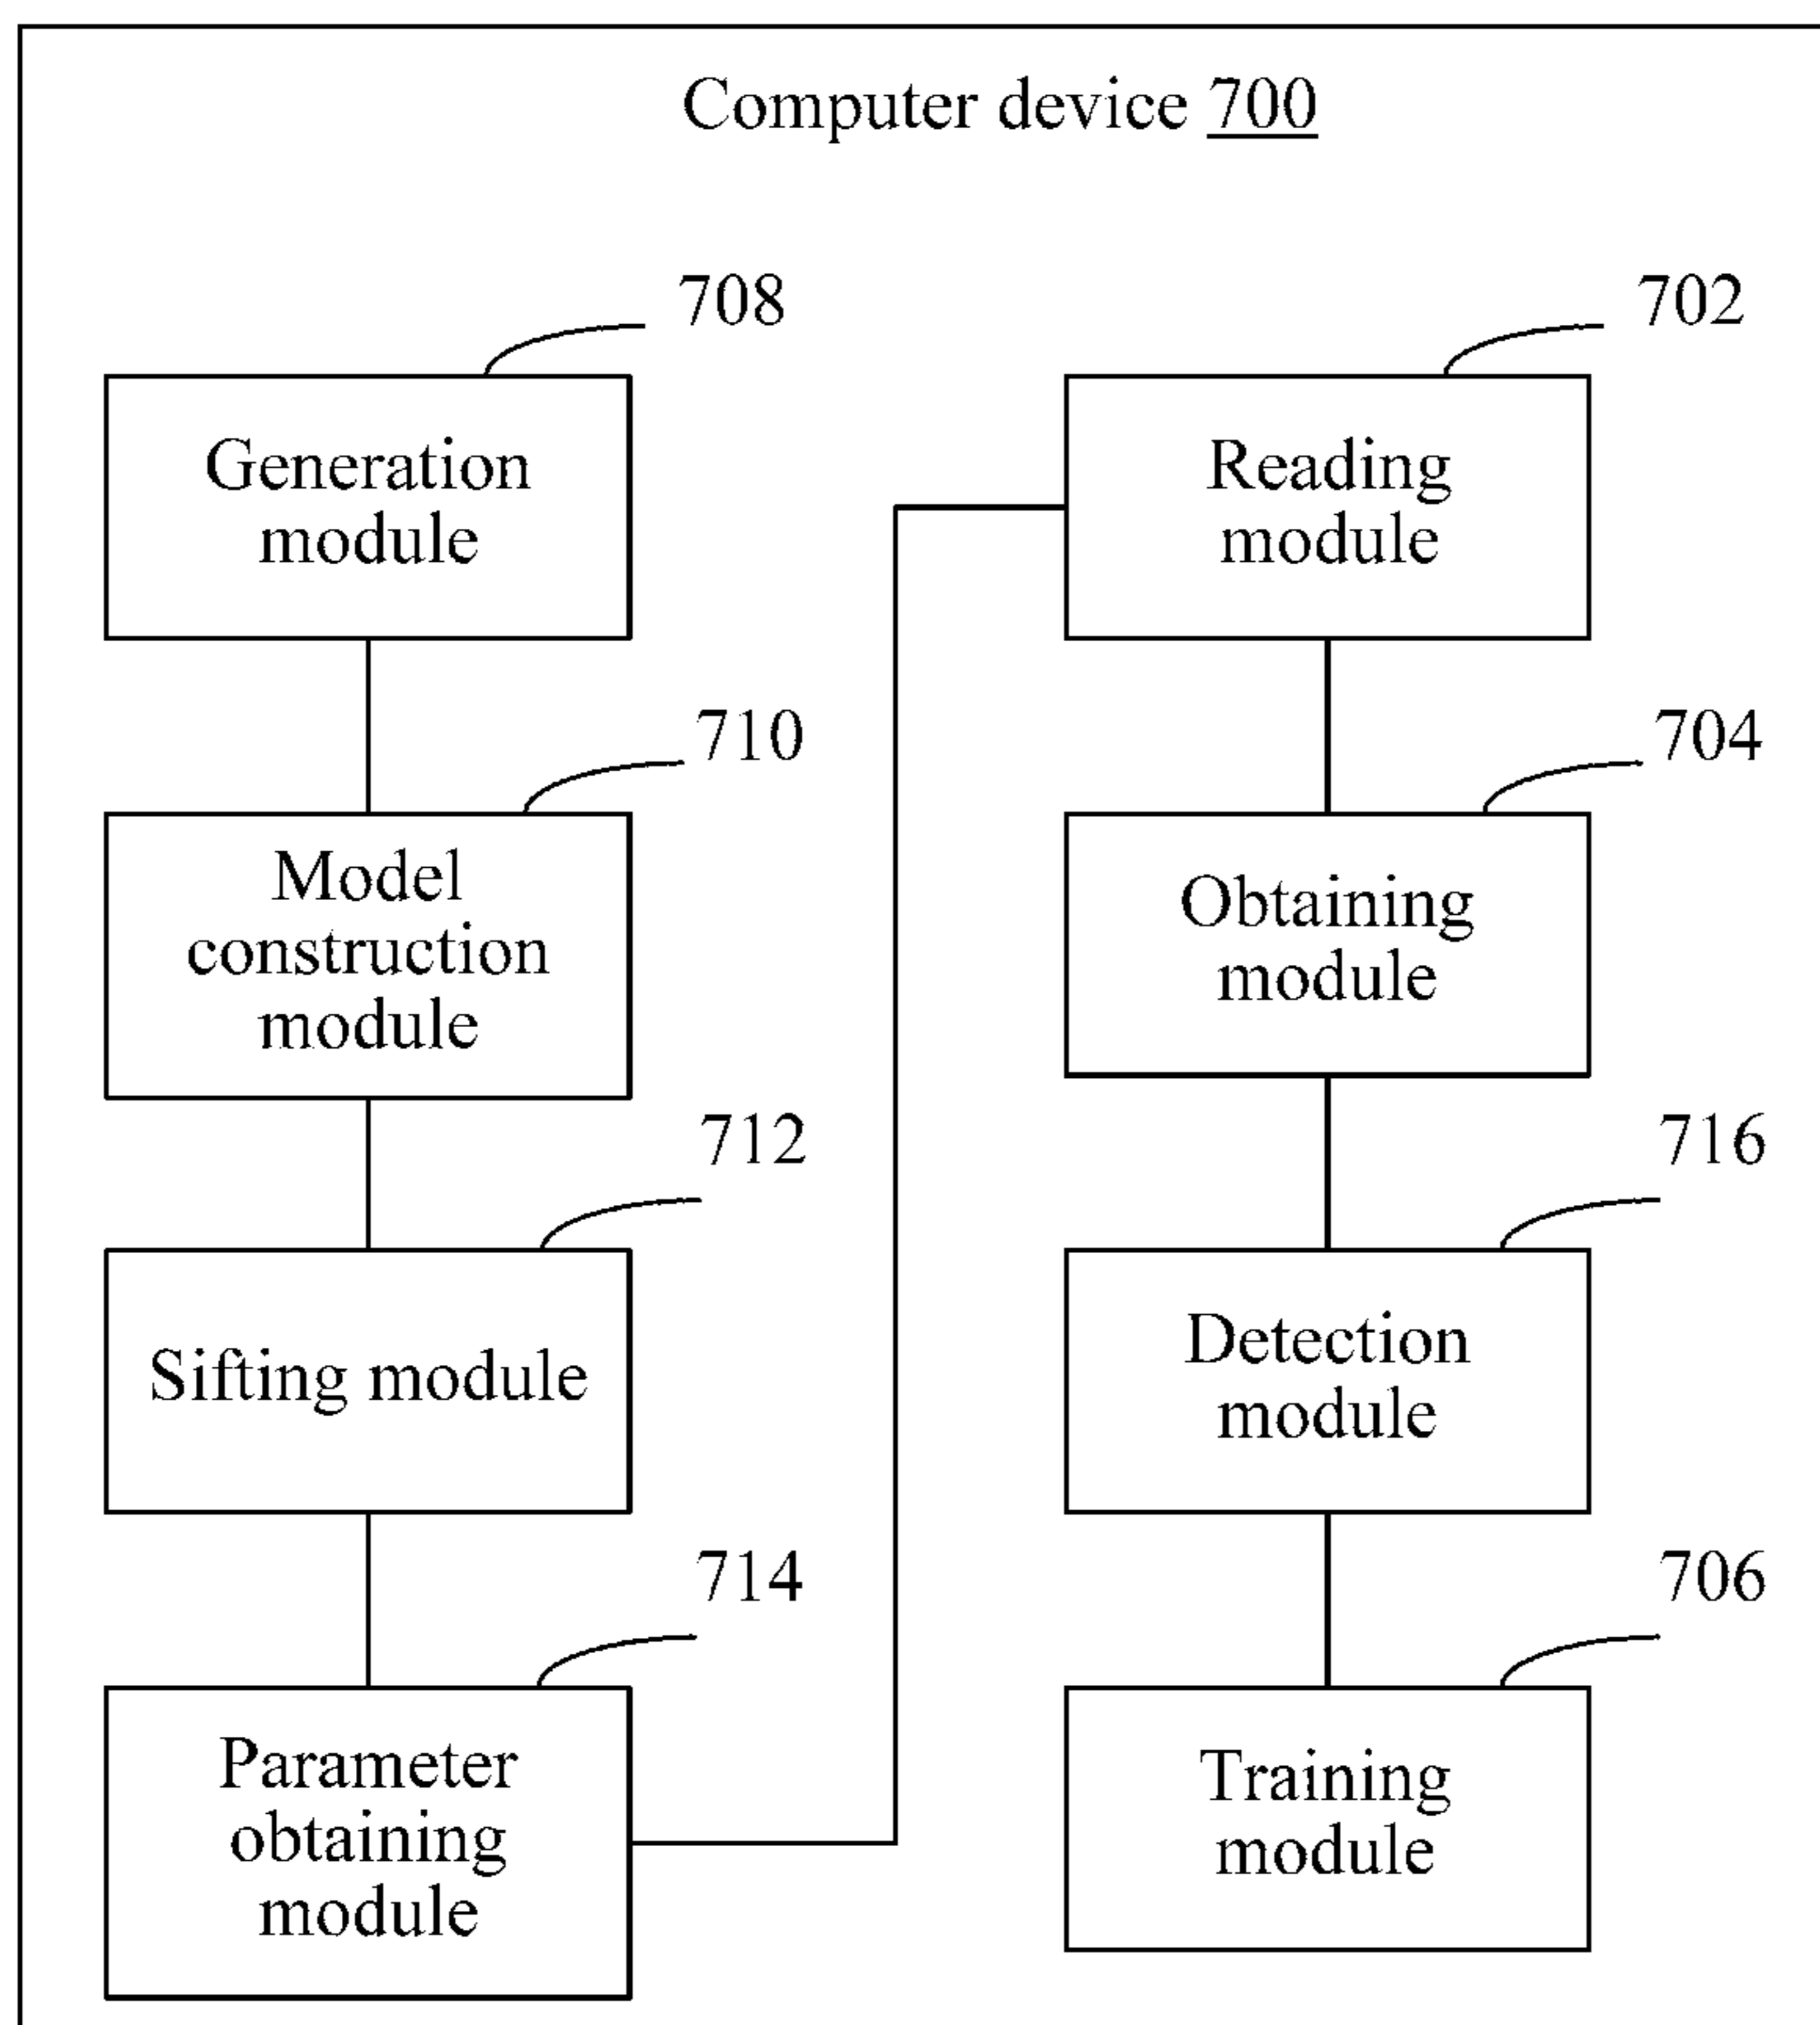 Computer device 700
708
Generation
module
710
Model
construction
module
712
Sifting module
714
Parameter
obtaining
module
702
Reading
module
704
Obtaining
module
716
Detection
module
706
Training
module